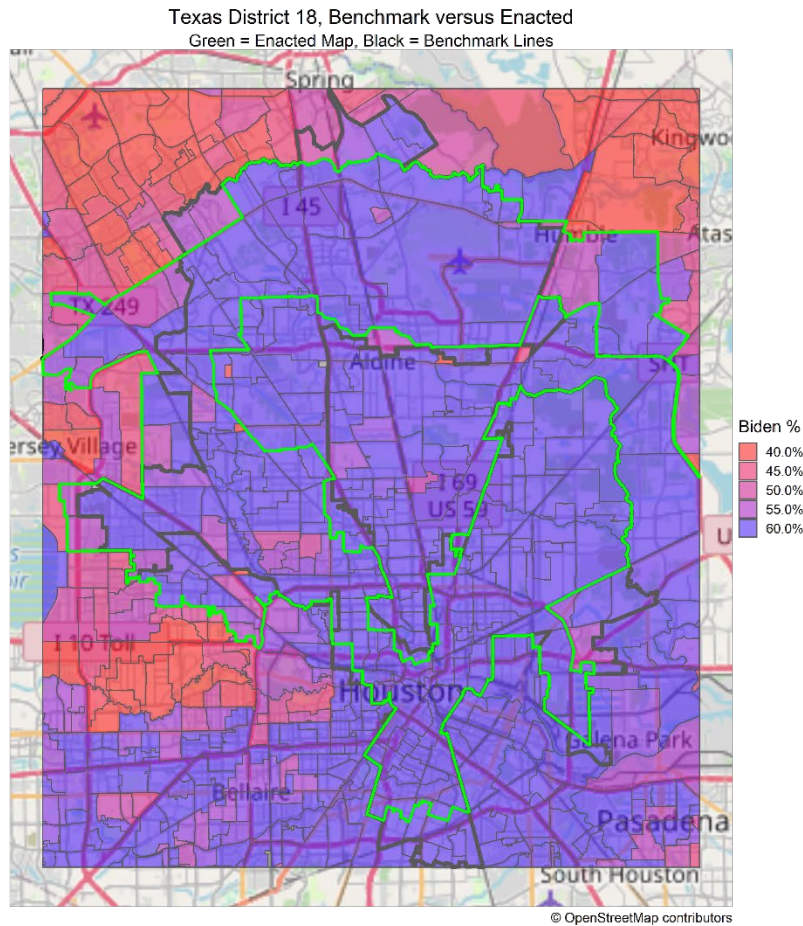 Texas District 18, Benchmark versus Enacted
Green = Enacted Map, Black = Benchmark Lines
Spring
Kingwo
I 45
Humble
Atas
TX 249
Aldine
ersey Village
I 69
US 59
U
I 10 Toll
Houston
Galena Park
Bellaire
Pasadena
South Houston
Biden %
40.0%
45.0%
50.0%
55.0%
60.0%
© OpenStreetMap contributors